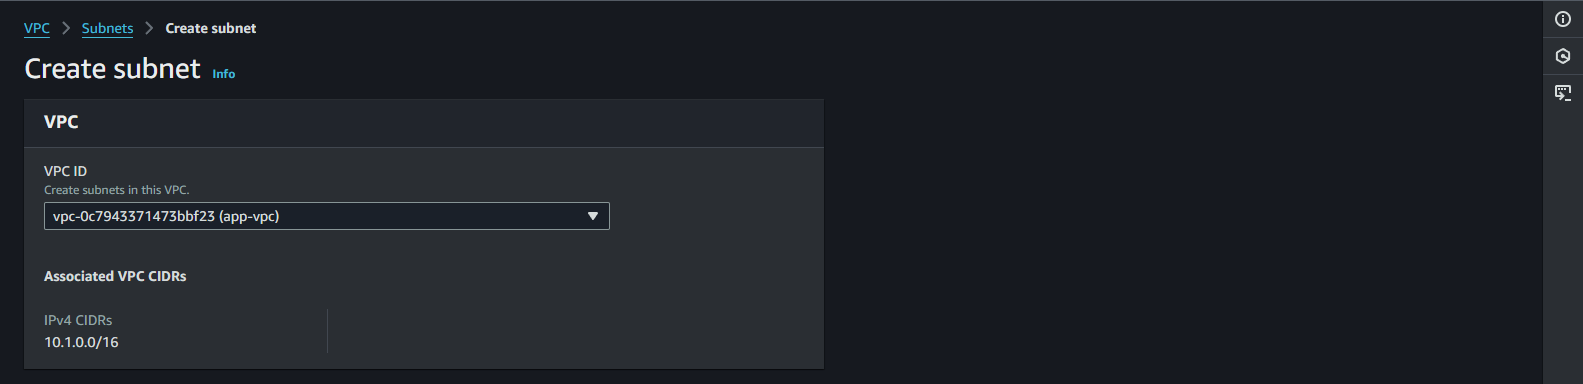 VPC > Subnets > Create subnet
Create subnet Info
VPC
VPC ID
Create subnets in this VPC.
vpc-0c7943371473bbf23 (app-vpc)
Associated VPC CIDRs
IPv4 CIDRs
10.1.0.0/16